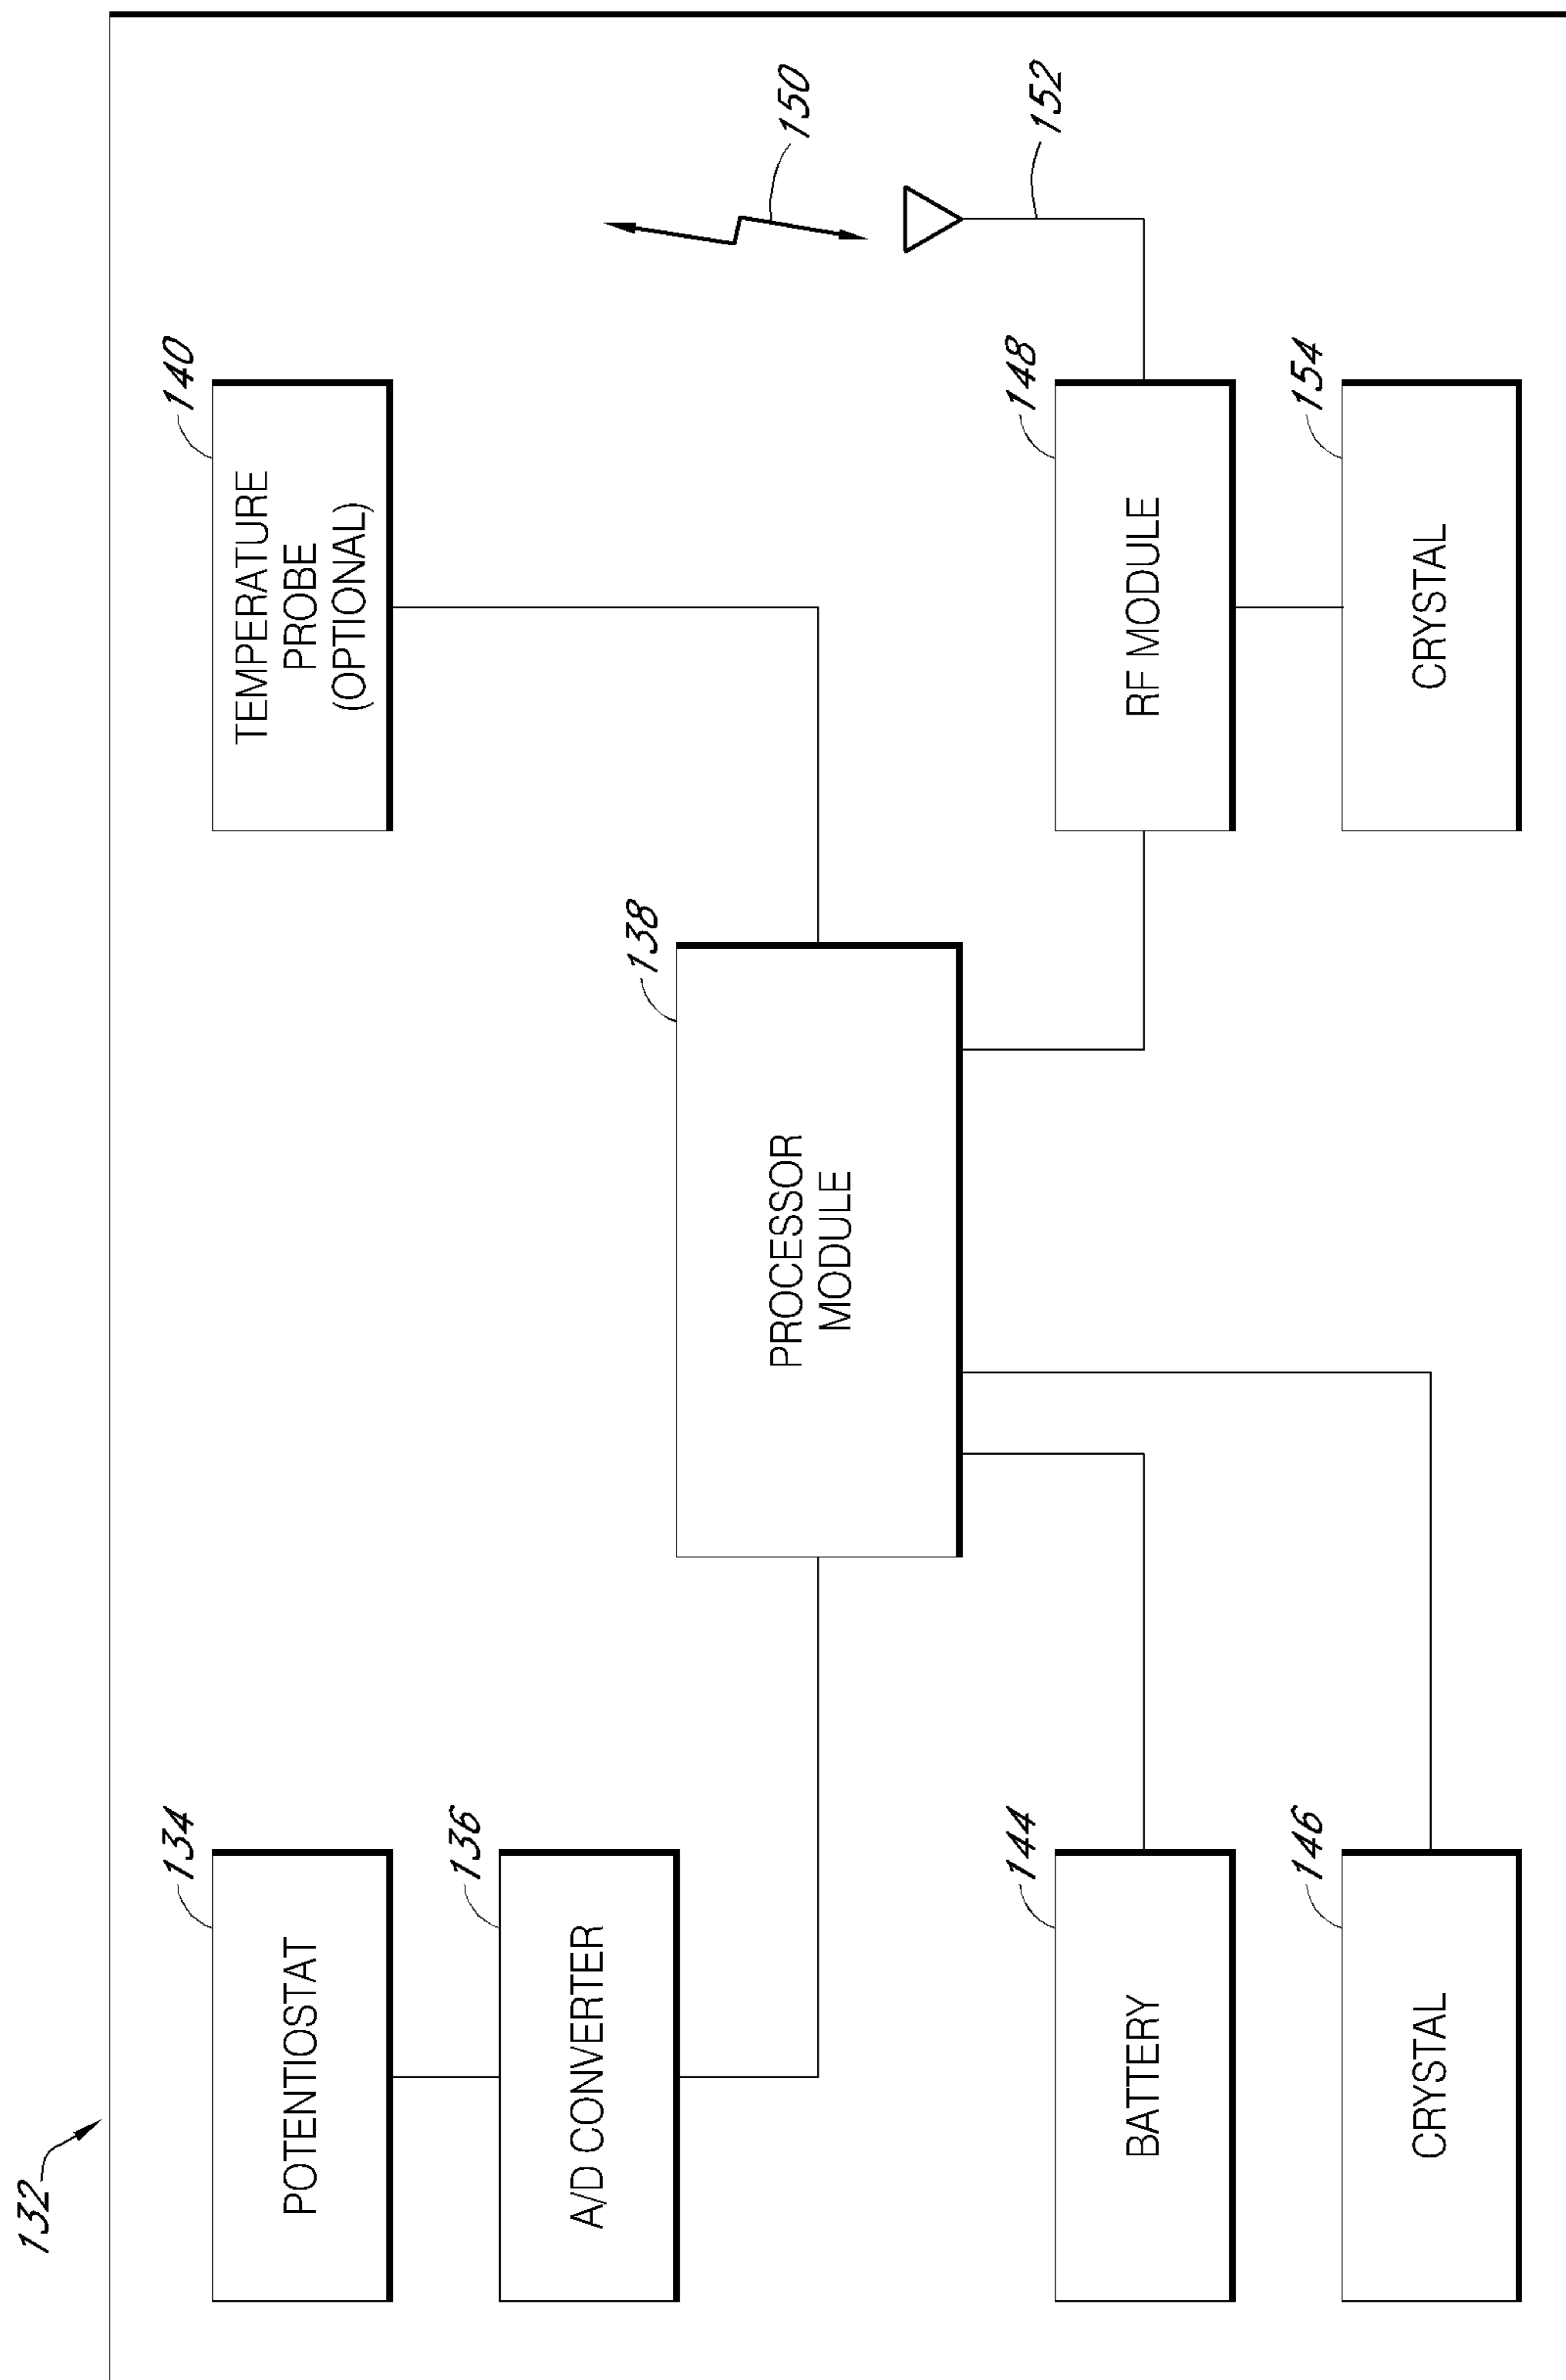 132
134
POTENTIOSTAT
136
A/D CONVERTER
138
PROCESSOR
MODULE
140
TEMPERATURE
PROBE
(OPTIONAL)
150
152
144
BATTERY
146
CRYSTAL
148
RF MODULE
154
CRYSTAL